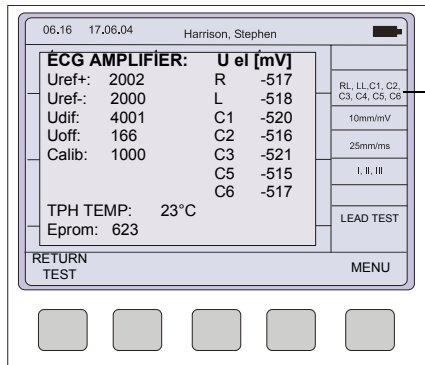 06.16 17.06.04 Harrison, Stephen
ECG AMPLIFIER: U el [mV]
Uref+: 2002 R -517
Uref-: 2000 L -518
Udif: 4001 C1 -520
Uoff: 166 C2 -516
Calib: 1000 C3 -521
C5 -515
C6 -517
TPH TEMP: 23°C
Eprom: 623
RL, LL,C1, C2,
C3, C4, C5, C6
10mm/mV
25mm/ms
I, II, III
LEAD TEST
RETURN
TEST
MENU